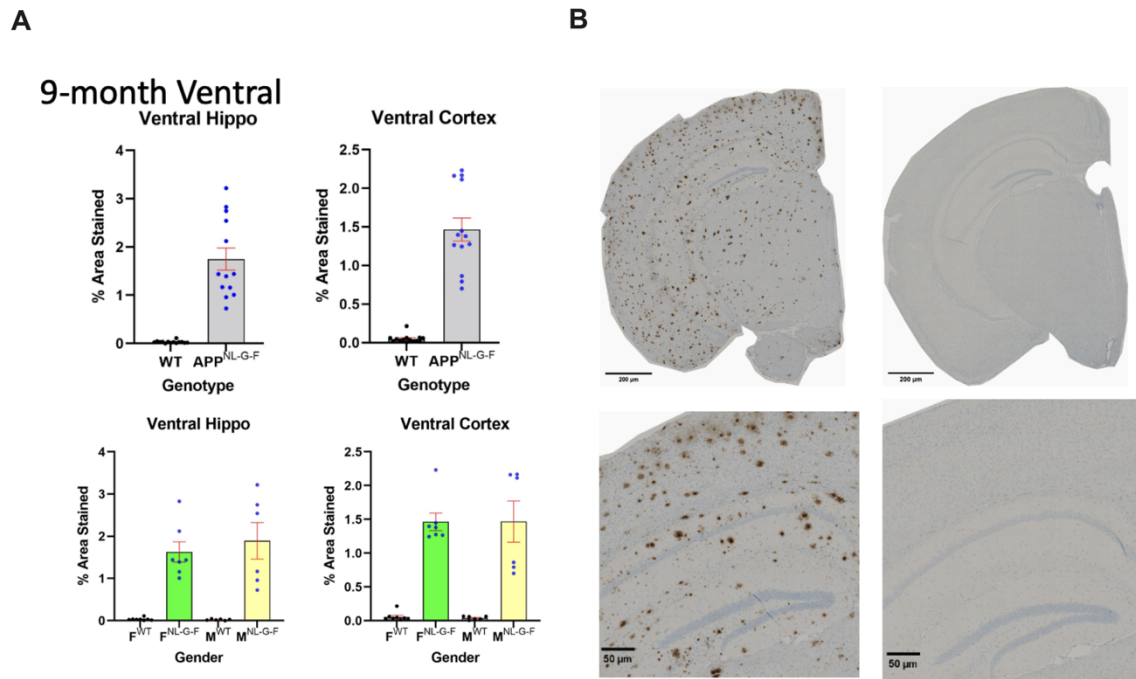 A
B
9-month Ventral
Ventral Hippo
% Area Stained
4
3
2
1
0
WT APP^NL-G-F
Genotype
Ventral Cortex
% Area Stained
2.5
2.0
1.5
1.0
0.5
0.0
WT APP^NL-G-F
Genotype
Ventral Hippo
% Area Stained
4
3
2
1
0
F^WT F^NL-G-F M^WT M^NL-G-F
Gender
Ventral Cortex
% Area Stained
2.5
2.0
1.5
1.0
0.5
0.0
F^WT F^NL-G-F M^WT M^NL-G-F
Gender
200 µm
200 µm
50 µm
50 µm